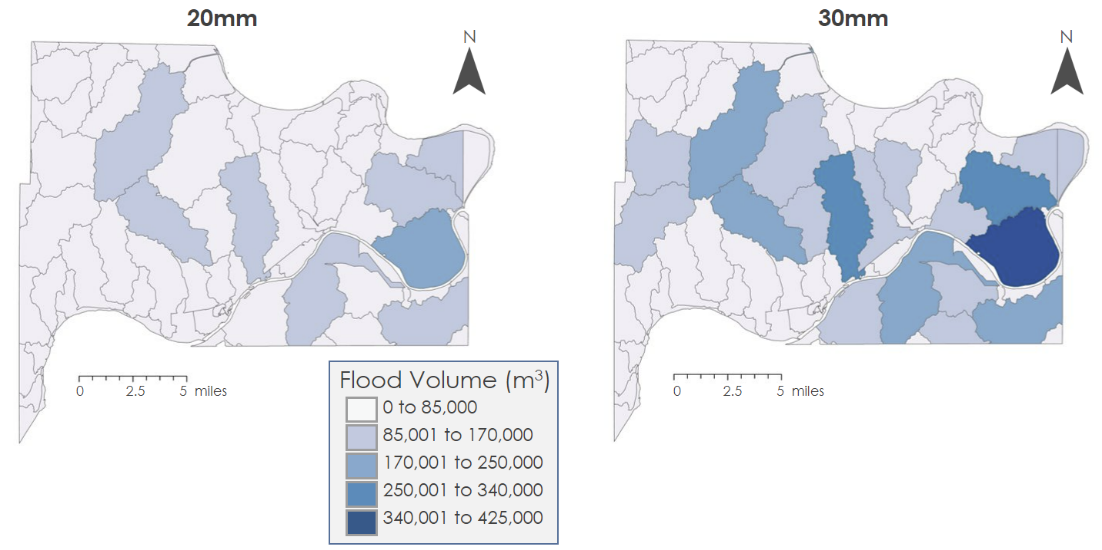 20mm
30mm
N
N
0 2.5 5 miles
0 2.5 5 miles
Flood Volume (m³)
0 to 85,000
85,001 to 170,000
170,001 to 250,000
250,001 to 340,000
340,001 to 425,000